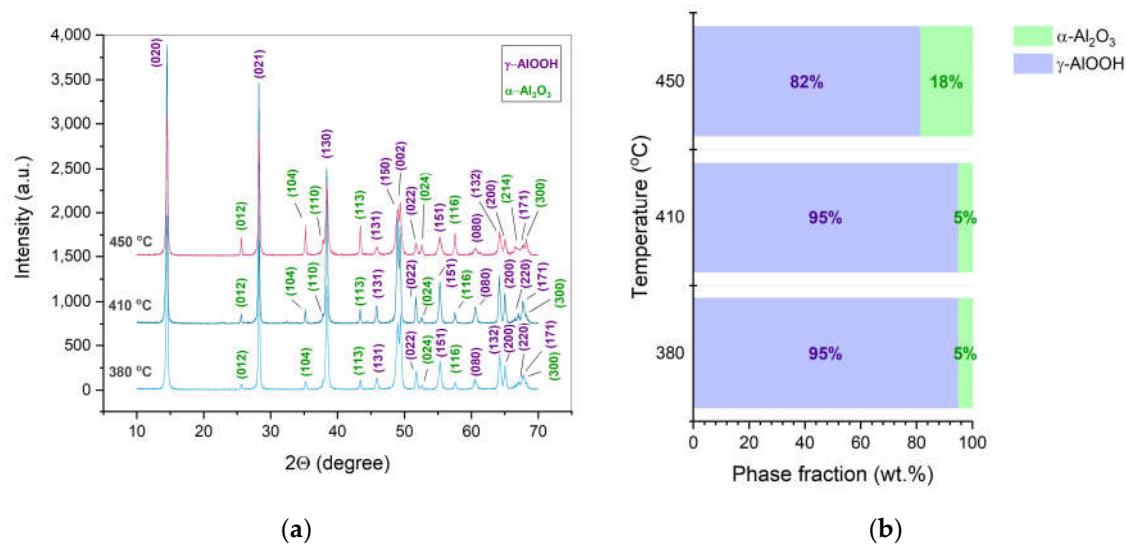 4,000
3,500
3,000
2,500
2,000
1,500
1,000
500
0
Intensity (a.u.)
10 20 30 40 50 60 70
2Θ (degree)
γ-AlOOH
α-Al2O3
(020) (021) (130) (150) (002)
450 °C (012) (104) (110) (113) (131) (022) (024) (151) (116) (080) (132) (200) (214) (171) (300)
410 °C (012) (104) (110) (113) (131) (022) (024) (151) (116) (080) (200) (220) (171) (300)
380 °C (012) (104) (113) (131) (022) (024) (151) (116) (080) (132) (200) (220) (171) (300)
(a)
α-Al2O3
γ-AlOOH
Temperature (°C)
450 82% 18%
410 95% 5%
380 95% 5%
0 20 40 60 80 100
Phase fraction (wt.%)
(b)